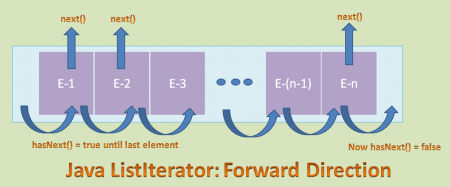 next() next() next()
E-1 E-2 E-3 E-(n-1) E-n
hasNext() = true until last element Now hasNext() = false
Java ListIterator: Forward Direction